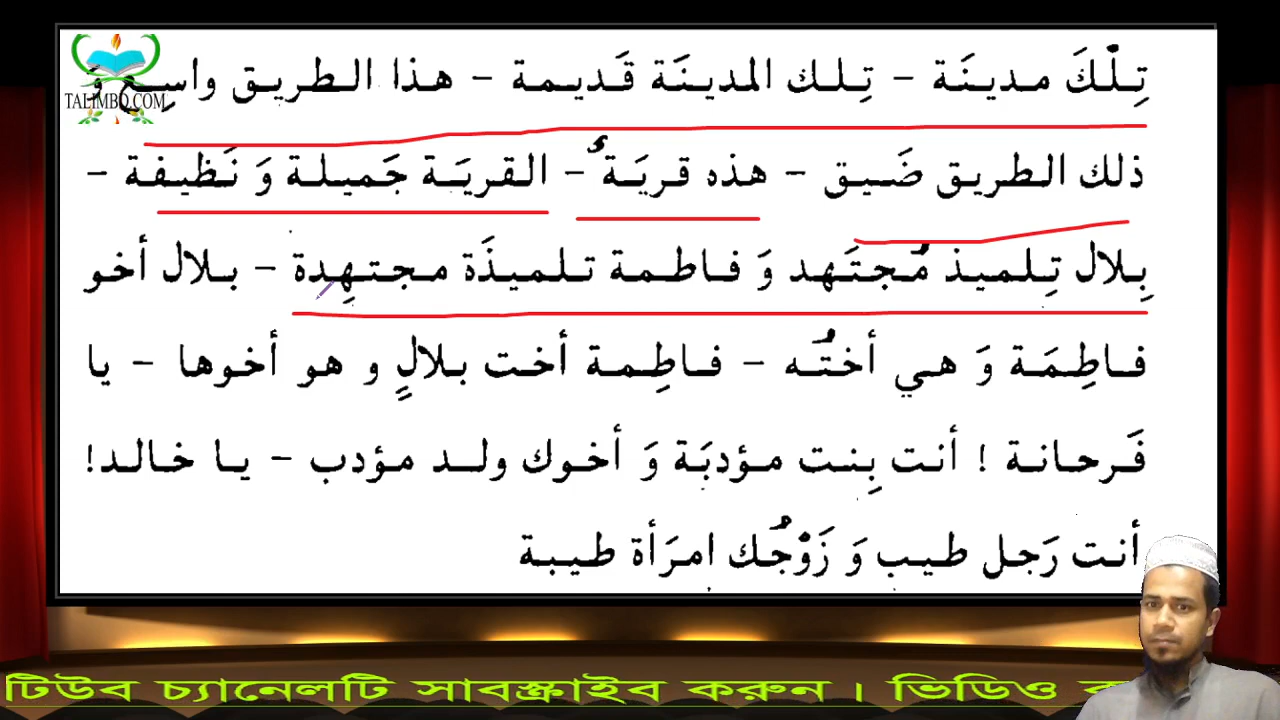 تِلْكَ مدينَة - تِلك المدينَة قَديمة - هذا الطريق واسِع وَ
TALIMBD.COM
ذلك الطريق ضَيق - هذه قريَةٌ - القريَة جَميلة وَ نَظيفة -
بِلال تِلميذ مُجتَهد وَ فاطمة تلميذَة مجتهِدة - بلال أخو
فاطِمَة وَ هي أختُه - فاطِمة أخت بلالٍ و هو أخوها - يا
فَرحانة ! أنت بِنت مؤدبَة وَ أخوك ولد مؤدب - يا خالد!
أنت رَجل طيب وَ زَوْجُك امرَأة طيبة
টিউব চ্যানেলটি সাবস্ক্রাইব করুন । ভিডিও